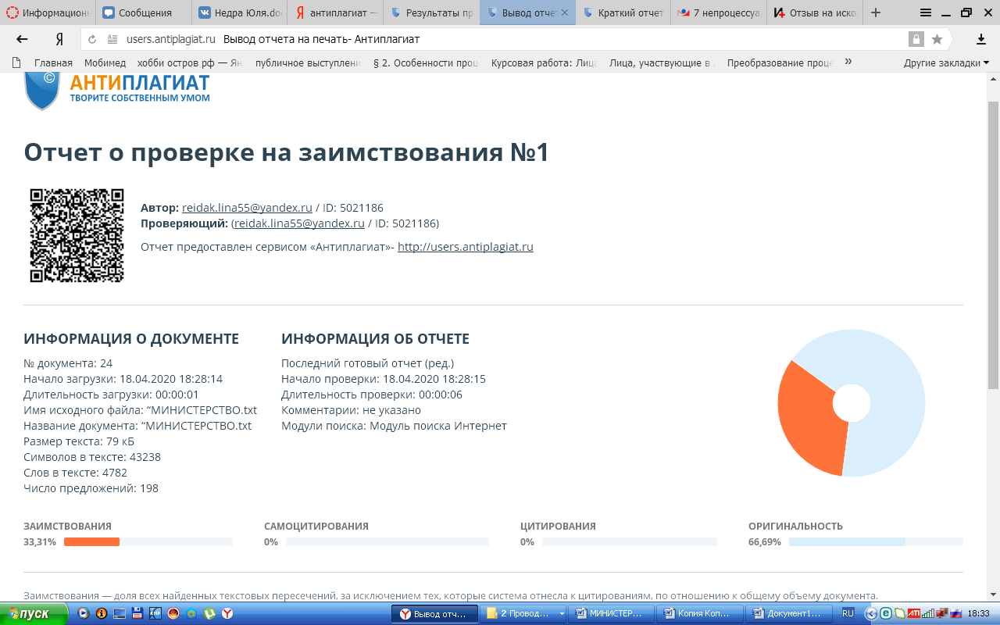 Информационн
Сообщения
Недра Юля.do
антиплагиат —
Результаты пр
Вывод отчет
Краткий отчет
7 непроцессуа
Отзыв на иско
users.antiplagiat.ru Вывод отчета на печать- Антиплагиат
Главная Мобимед хобби остров рф — Ян публичное выступлени § 2. Особенности проц Курсовая работа: Лица Лица, участвующие в Преобразование проце » Другие закладки
©
АНТИПЛАГИАТ
ТВОРИТЕ СОБСТВЕННЫМ УМОМ
Отчет о проверке на заимствования №1
Автор: reidak.lina55@yandex.ru / ID: 5021186
Проверяющий: (reidak.lina55@yandex.ru / ID: 5021186)
Отчет предоставлен сервисом «Антиплагиат»- http://users.antiplagiat.ru
ИНФОРМАЦИЯ О ДОКУМЕНТЕ
№ документа: 24
Начало загрузки: 18.04.2020 18:28:14
Длительность загрузки: 00:00:01
Имя исходного файла: “МИНИСТЕРСТВО.txt
Название документа: “МИНИСТЕРСТВО.txt
Размер текста: 79 кБ
Символов в тексте: 43238
Слов в тексте: 4782
Число предложений: 198
ИНФОРМАЦИЯ ОБ ОТЧЕТЕ
Последний готовый отчет (ред.)
Начало проверки: 18.04.2020 18:28:15
Длительность проверки: 00:00:06
Комментарии: не указано
Модули поиска: Модуль поиска Интернет
ЗАИМСТВОВАНИЯ
33,31%
САМОЦИТИРОВАНИЯ
0%
ЦИТИРОВАНИЯ
0%
ОРИГИНАЛЬНОСТЬ
66,69%
Заимствования — доля всех найденных текстовых пересечений, за исключением тех, которые система отнесла к цитированиям, по отношению к общему объему документа.
пуск
Вывод отч...
2 Провод...
МИНИСТЕР...
Копия Коп...
Документ1...
RU
18:33